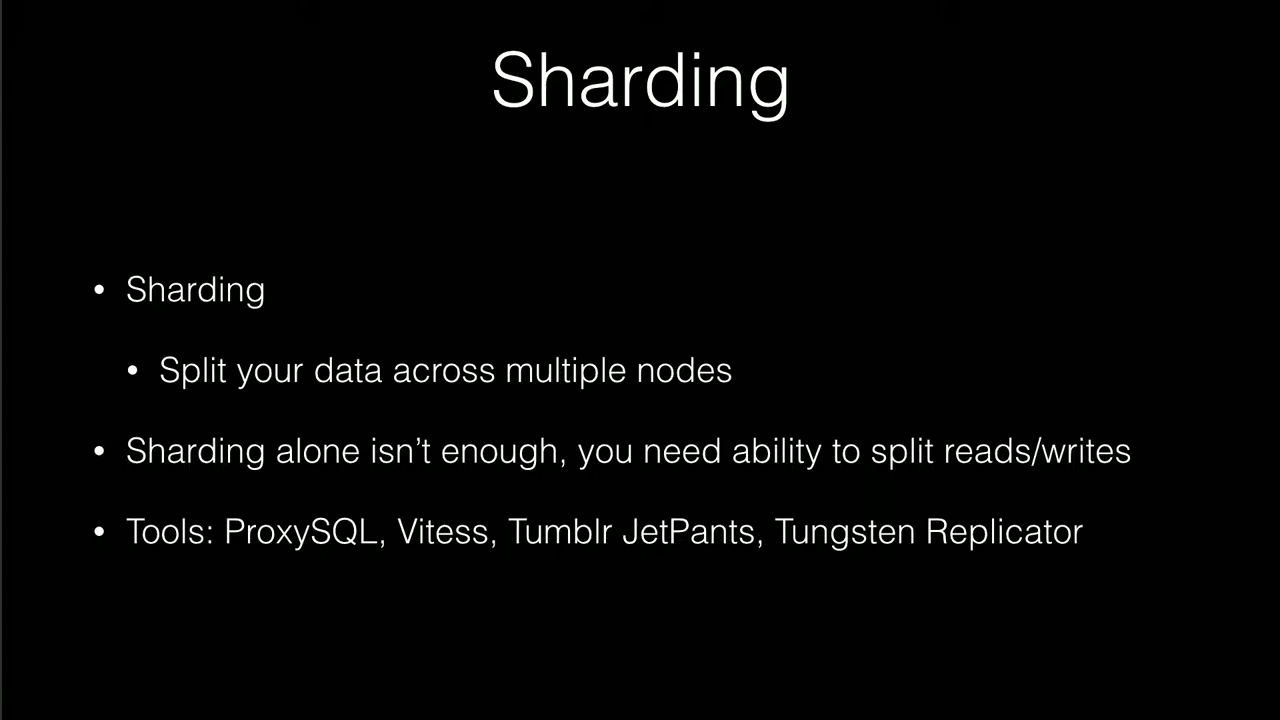 Sharding
• Sharding
• Split your data across multiple nodes
• Sharding alone isn’t enough, you need ability to split reads/writes
• Tools: ProxySQL, Vitess, Tumblr JetPants, Tungsten Replicator